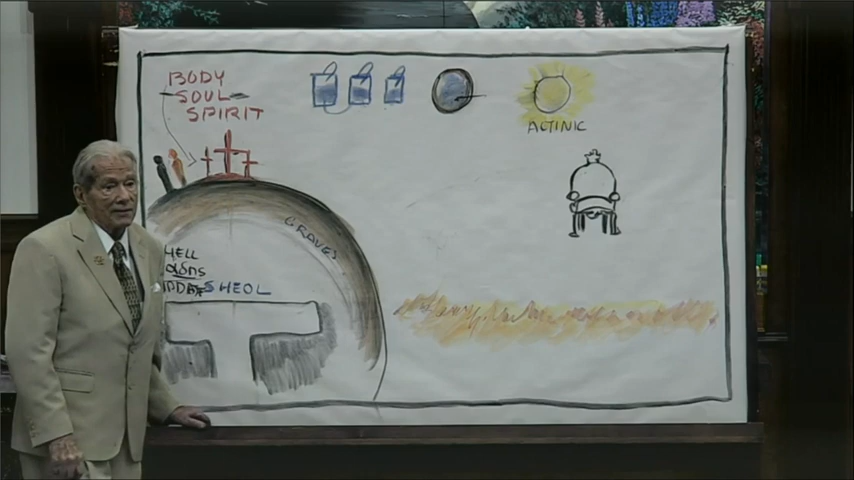 BODY
SOUL
SPIRIT
ACTINIC
GRAVES
HELL
SHEOL